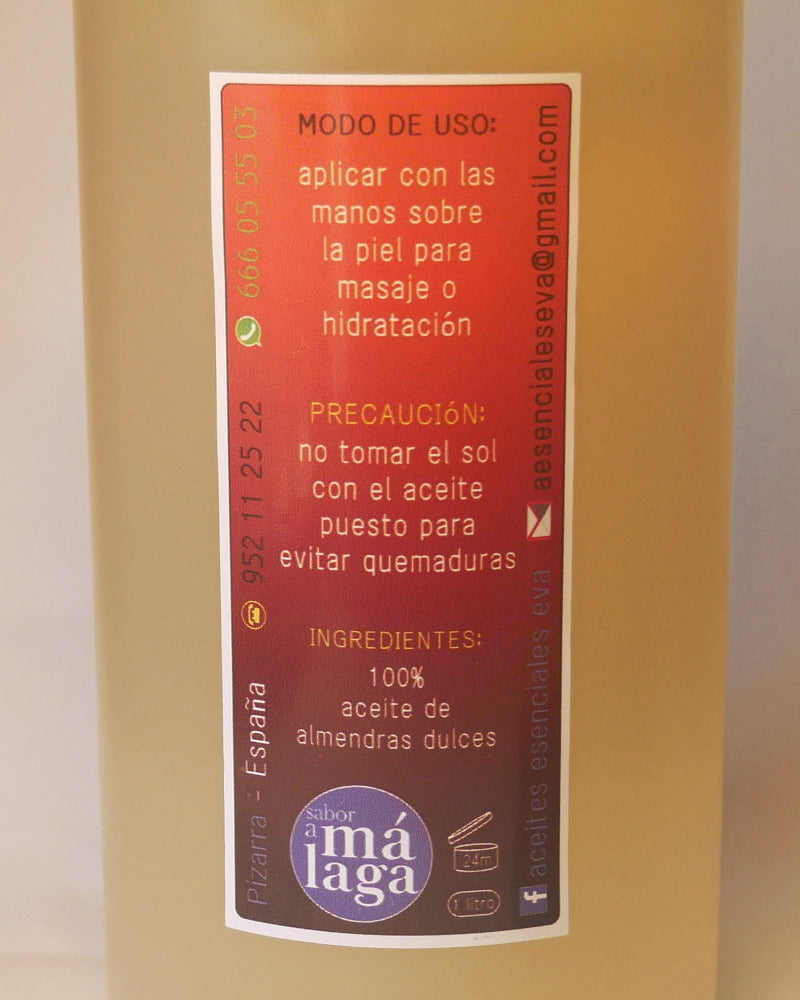 MODO DE USO:
aplicar con las
manos sobre
la piel para
masaje o
hidratación
PRECAUCIóN:
no tomar el sol
con el aceite
puesto para
evitar quemaduras
INGREDIENTES:
100%
aceite de
almendras dulces
sabor
a
má
laga
24m
1 litro
Pizarra - España
952 11 25 22
666 05 55 03
f aceites esenciales eva
aesencialeseva@gmail.com